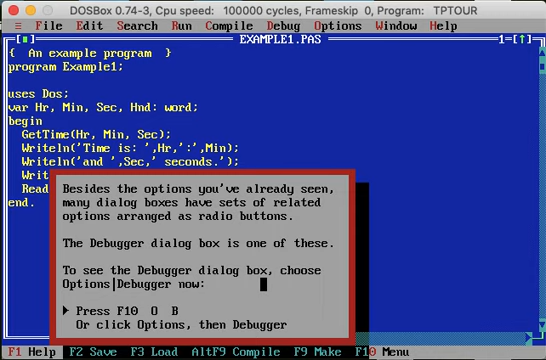 DOSBox 0.74-3, Cpu speed: 100000 cycles, Frameskip 0, Program: TPTOUR
≡ File Edit Search Run Compile Debug Options Window Help
[■] EXAMPLE1.PAS 1=[↑]
{ An example program }
program Example1;
uses Dos;
var Hr, Min, Sec, Hnd: word;
begin
GetTime(Hr, Min, Sec);
Writeln('Time is: ',Hr,':',Min);
Writeln('and ',Sec,' seconds.');
Writ
Read
end.
Besides the options you've already seen,
many dialog boxes have sets of related
options arranged as radio buttons.
The Debugger dialog box is one of these.
To see the Debugger dialog box, choose
Options|Debugger now:
► Press F10 O B
Or click Options, then Debugger
F1 Help F2 Save F3 Load AltF9 Compile F9 Make F10 Menu